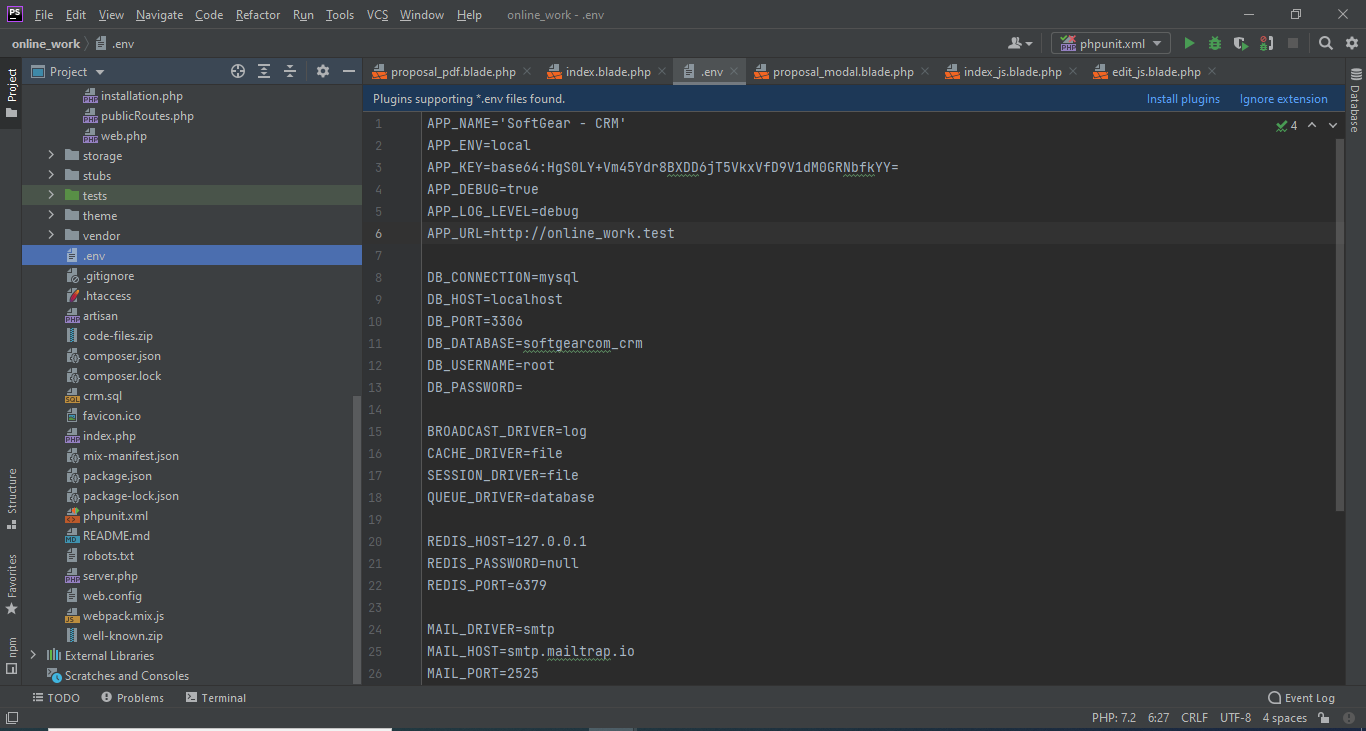 PS File Edit View Navigate Code Refactor Run Tools VCS Window Help online_work - .env
online_work .env phpunit.xml
Project
Project
proposal_pdf.blade.php index.blade.php .env proposal_modal.blade.php index_js.blade.php edit_js.blade.php
Database
Plugins supporting *.env files found. Install plugins Ignore extension
installation.php
publicRoutes.php
web.php
storage
stubs
tests
theme
vendor
.env
.gitignore
.htaccess
artisan
code-files.zip
composer.json
composer.lock
crm.sql
favicon.ico
index.php
mix-manifest.json
package.json
package-lock.json
phpunit.xml
README.md
robots.txt
server.php
web.config
webpack.mix.js
well-known.zip
External Libraries
Scratches and Consoles
Structure
Favorites
npm
4
1 APP_NAME='SoftGear - CRM'
2 APP_ENV=local
3 APP_KEY=base64:HgS0LY+Vm45Ydr8BXDD6jT5VkxVfD9V1dM0GRNbfkYY=
4 APP_DEBUG=true
5 APP_LOG_LEVEL=debug
6 APP_URL=http://online_work.test
7
8 DB_CONNECTION=mysql
9 DB_HOST=localhost
10 DB_PORT=3306
11 DB_DATABASE=softgearcom_crm
12 DB_USERNAME=root
13 DB_PASSWORD=
14
15 BROADCAST_DRIVER=log
16 CACHE_DRIVER=file
17 SESSION_DRIVER=file
18 QUEUE_DRIVER=database
19
20 REDIS_HOST=127.0.0.1
21 REDIS_PASSWORD=null
22 REDIS_PORT=6379
23
24 MAIL_DRIVER=smtp
25 MAIL_HOST=smtp.mailtrap.io
26 MAIL_PORT=2525
TODO Problems Terminal Event Log
PHP: 7.2 6:27 CRLF UTF-8 4 spaces